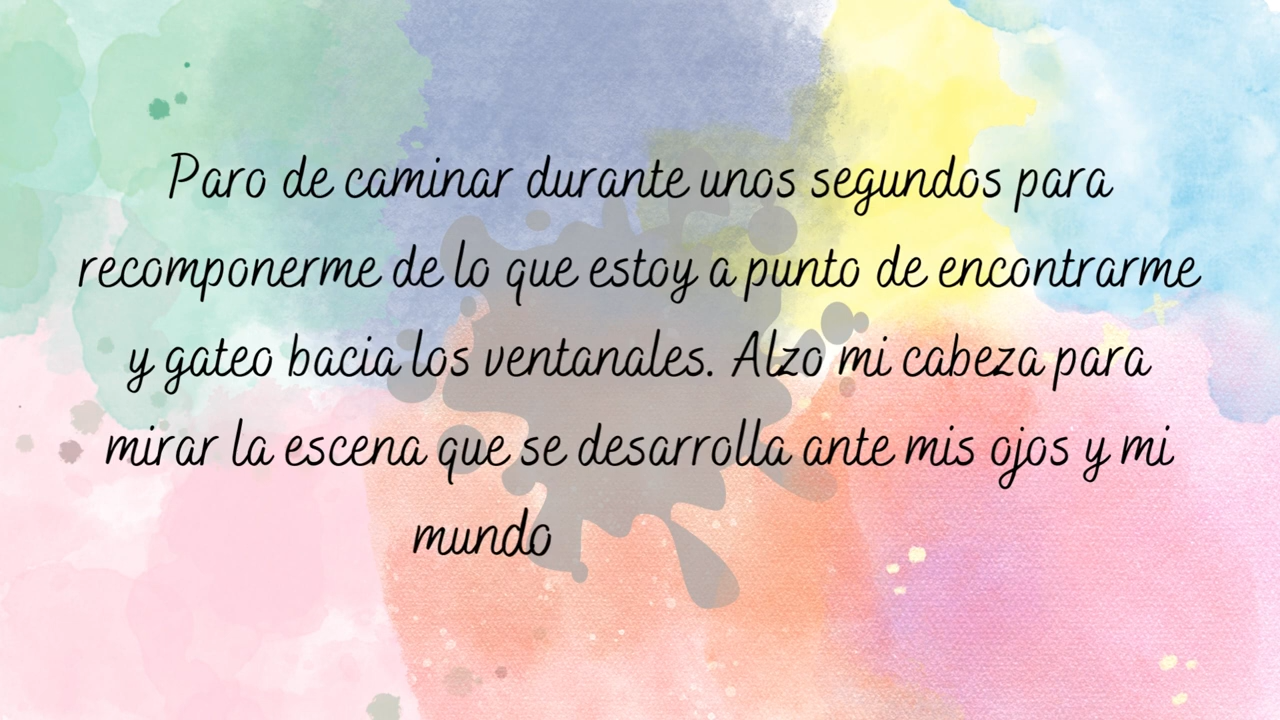 Paro de caminar durante unos segundos para
recomponerme de lo que estoy a punto de encontrarme
y gateo bacia los ventanales. Alzo mi cabeza para
mirar la escena que se desarrolla ante mis ojos y mi
mundo